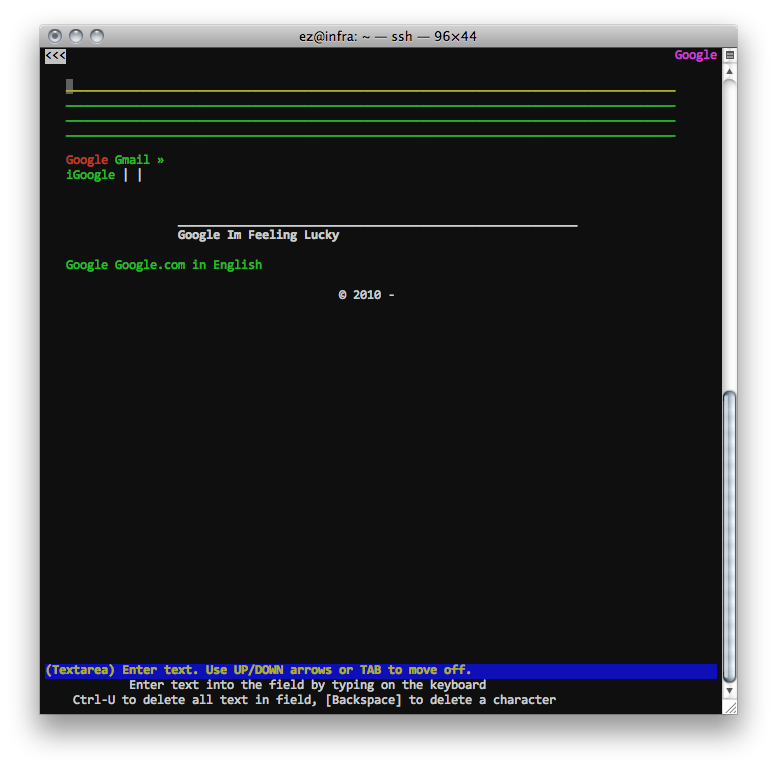 ez@infra: ~ — ssh — 96×44
<<< Google
Google Gmail »
iGoogle | |
Google Im Feeling Lucky
Google Google.com in English
© 2010 -
(Textarea) Enter text. Use UP/DOWN arrows or TAB to move off.
Enter text into the field by typing on the keyboard
Ctrl-U to delete all text in field, [Backspace] to delete a character